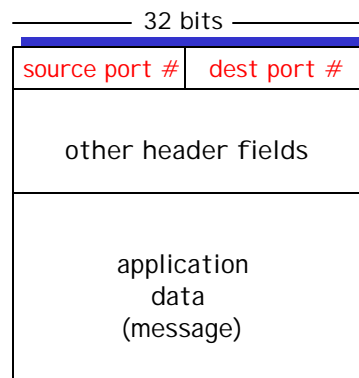 32 bits
source port # dest port #
other header fields
application
data
(message)